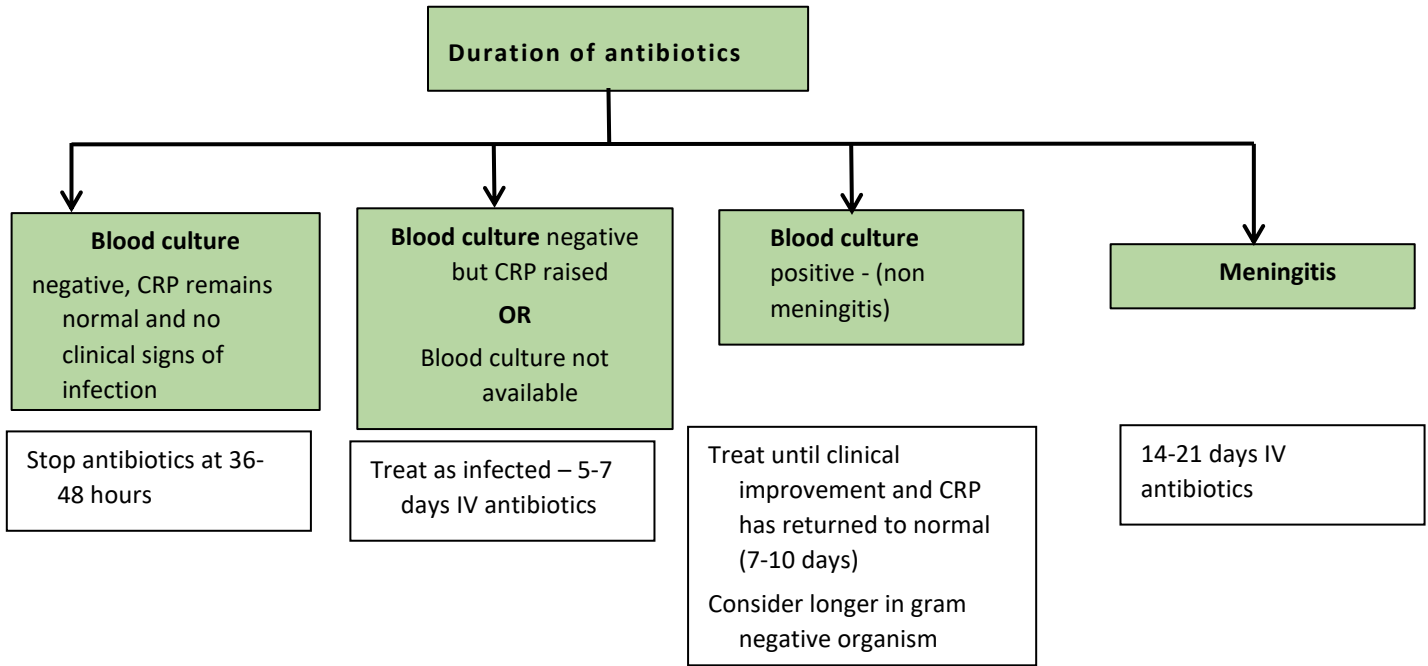 Duration of antibiotics
Blood culture
negative, CRP remains
normal and no
clinical signs of
infection
Stop antibiotics at 36-
48 hours
Blood culture negative
but CRP raised
OR
Blood culture not
available
Treat as infected – 5-7
days IV antibiotics
Blood culture
positive - (non
meningitis)
Treat until clinical
improvement and CRP
has returned to normal
(7-10 days)
Consider longer in gram
negative organism
Meningitis
14-21 days IV
antibiotics